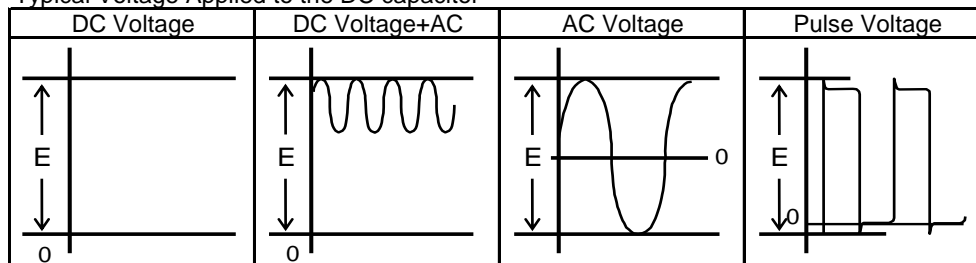 Typical Voltage Applied to the DC capacitor
DC Voltage
DC Voltage+AC
AC Voltage
Pulse Voltage
E
0
E
0
E
0
E
0